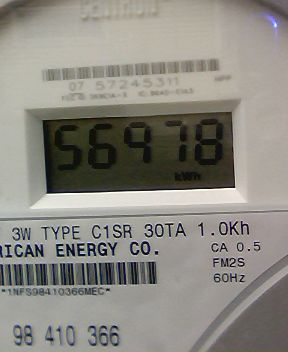 CENTRON
07 57245311
56978
kWh
3W TYPE C1SR 30TA 1.0Kh
RICAN ENERGY CO.
CA 0.5
FM2S
60Hz
*1NFS98410366MEC*
98 410 366